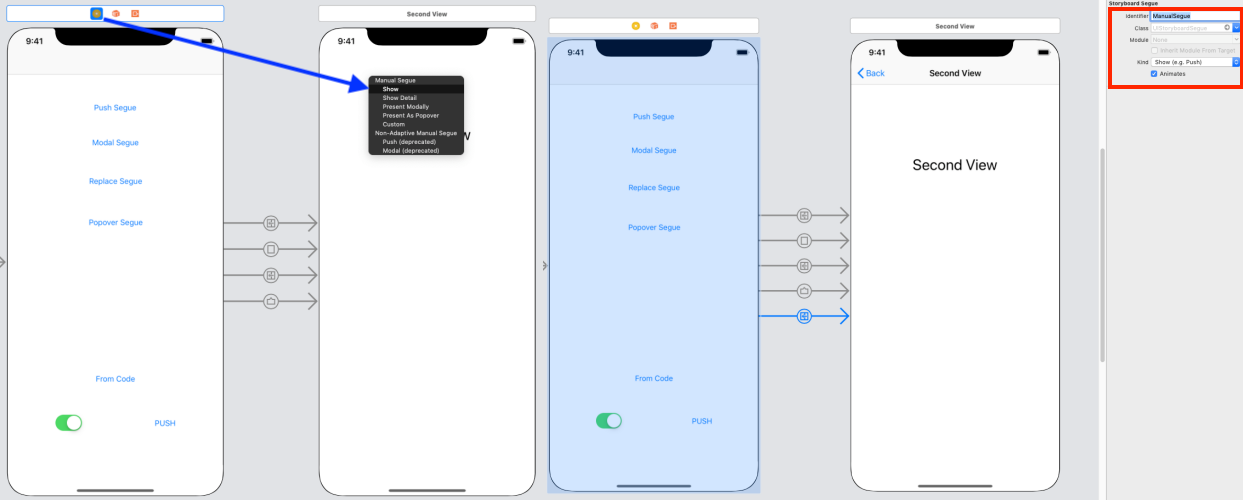 Second View
9:41
Push Segue
Modal Segue
Replace Segue
Popover Segue
From Code
PUSH
9:41
Manual Segue
Show
Show Detail
Present Modally
Present As Popover
Custom
Non-Adaptive Manual Segue
Push (deprecated)
Modal (deprecated)
W
9:41
Push Segue
Modal Segue
Replace Segue
Popover Segue
From Code
PUSH
Second View
9:41
Back
Second View
Second View
Storyboard Segue
Identifier ManualSegue
Class UIStoryboardSegue
Module None
Inherit Module From Target
Kind Show (e.g. Push)
Animates